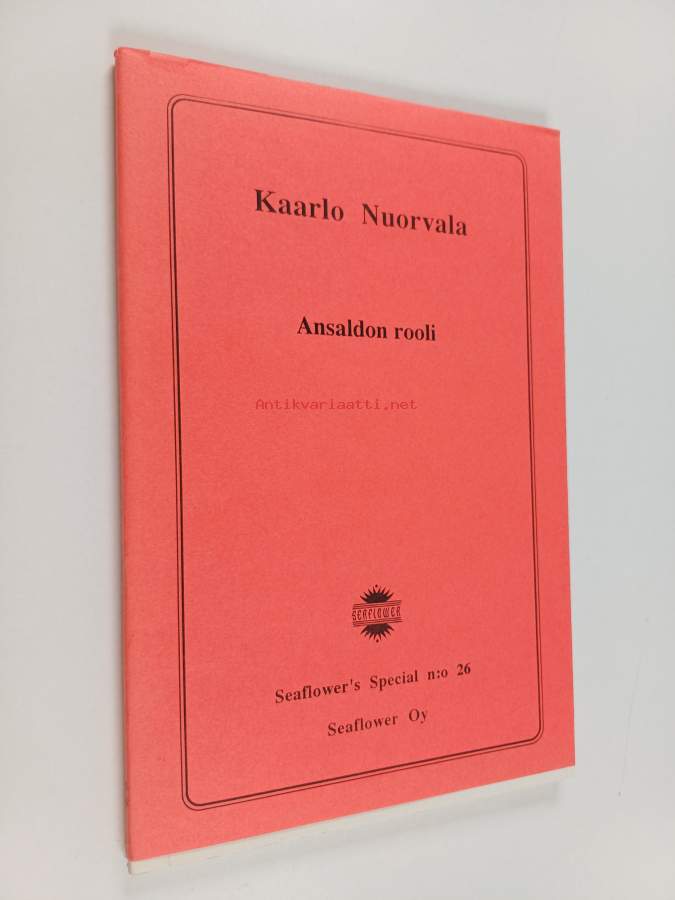 Kaarlo Nuorvala
Ansaldon rooli
Antikvariaatti.net
SEAFLOWER
Seaflower's Special n:o 26
Seaflower Oy